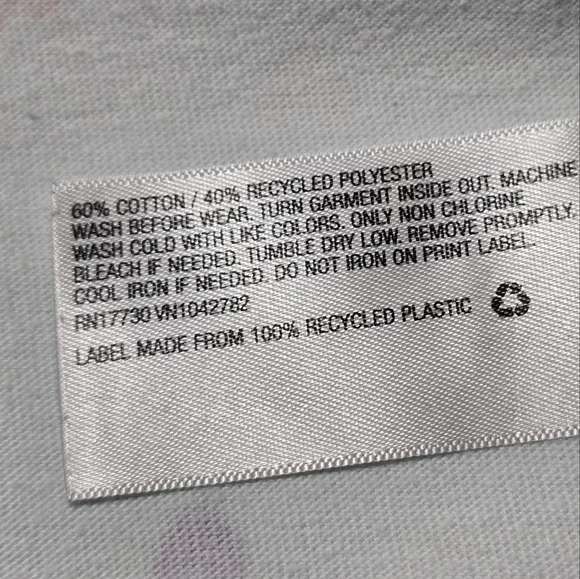 60% COTTON / 40% RECYCLED POLYESTER
WASH BEFORE WEAR. TURN GARMENT INSIDE OUT. MACHINE
WASH COLD WITH LIKE COLORS. ONLY NON CHLORINE
BLEACH IF NEEDED. TUMBLE DRY LOW. REMOVE PROMPTLY.
COOL IRON IF NEEDED. DO NOT IRON ON PRINT LABEL.
RN17730 VN1042782
LABEL MADE FROM 100% RECYCLED PLASTIC